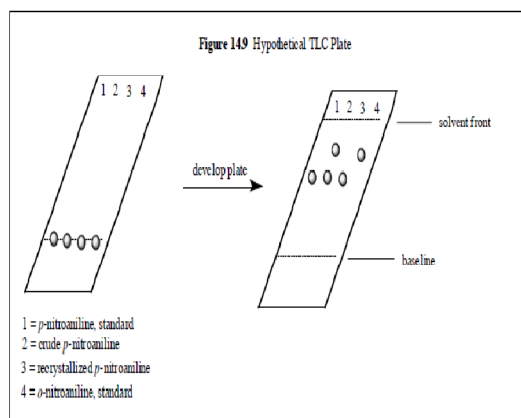 Figure 14.9 Hypothetical TLC Plate
1 2 3 4
1 2 3 4
solvent front
develop plate
baseline
1 = p-nitroaniline, standard
2 = crude p-nitroaniline
3 = recrystallized p-nitroaniline
4 = o-nitroaniline, standard